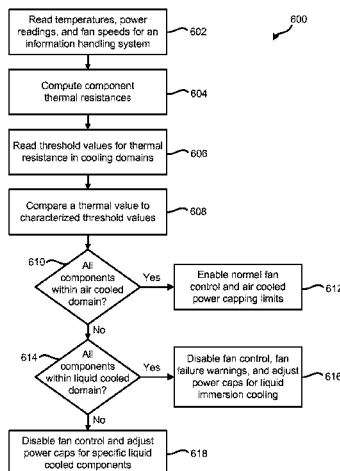 600
Read temperatures, power
readings, and fan speeds for an
information handling system
602
Compute component
thermal resistances
604
Read threshold values for thermal
resistance in cooling domains
606
Compare a thermal value to
characterized threshold values
608
610
All
components
within air cooled
domain?
Yes
Enable normal fan
control and air cooled
power capping limits
612
No
614
All
components
within liquid cooled
domain?
Yes
Disable fan control, fan
failure warnings, and adjust
power caps for liquid
immersion cooling
616
No
Disable fan control and adjust
power caps for specific liquid
cooled components
618